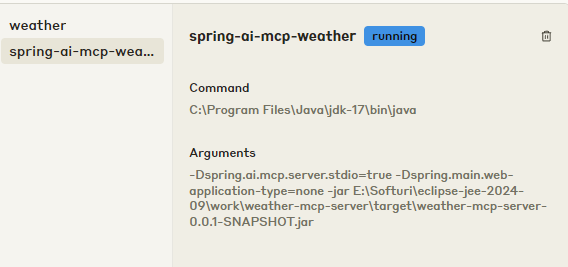 weather
spring-ai-mcp-wea...
spring-ai-mcp-weather running
Command
C:\Program Files\Java\jdk-17\bin\java
Arguments
-Dspring.ai.mcp.server.stdio=true -Dspring.main.web-
application-type=none -jar E:\Softuri\eclipse-jee-2024-
09\work\weather-mcp-server\target\weather-mcp-server-
0.0.1-SNAPSHOT.jar